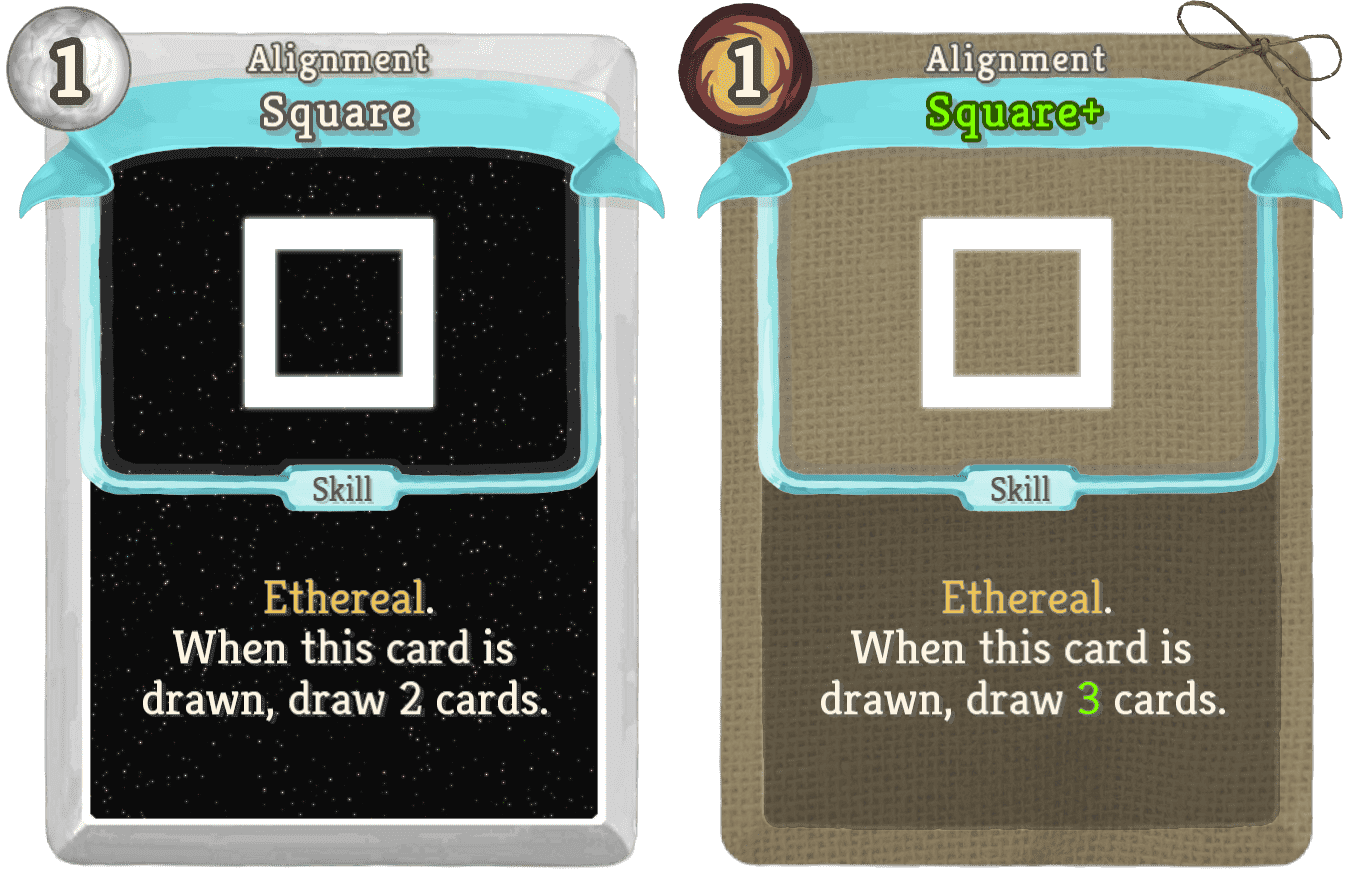 1
Alignment
Square
Skill
Ethereal.
When this card is
drawn, draw 2 cards.
1
Alignment
Square+
Skill
Ethereal.
When this card is
drawn, draw 3 cards.